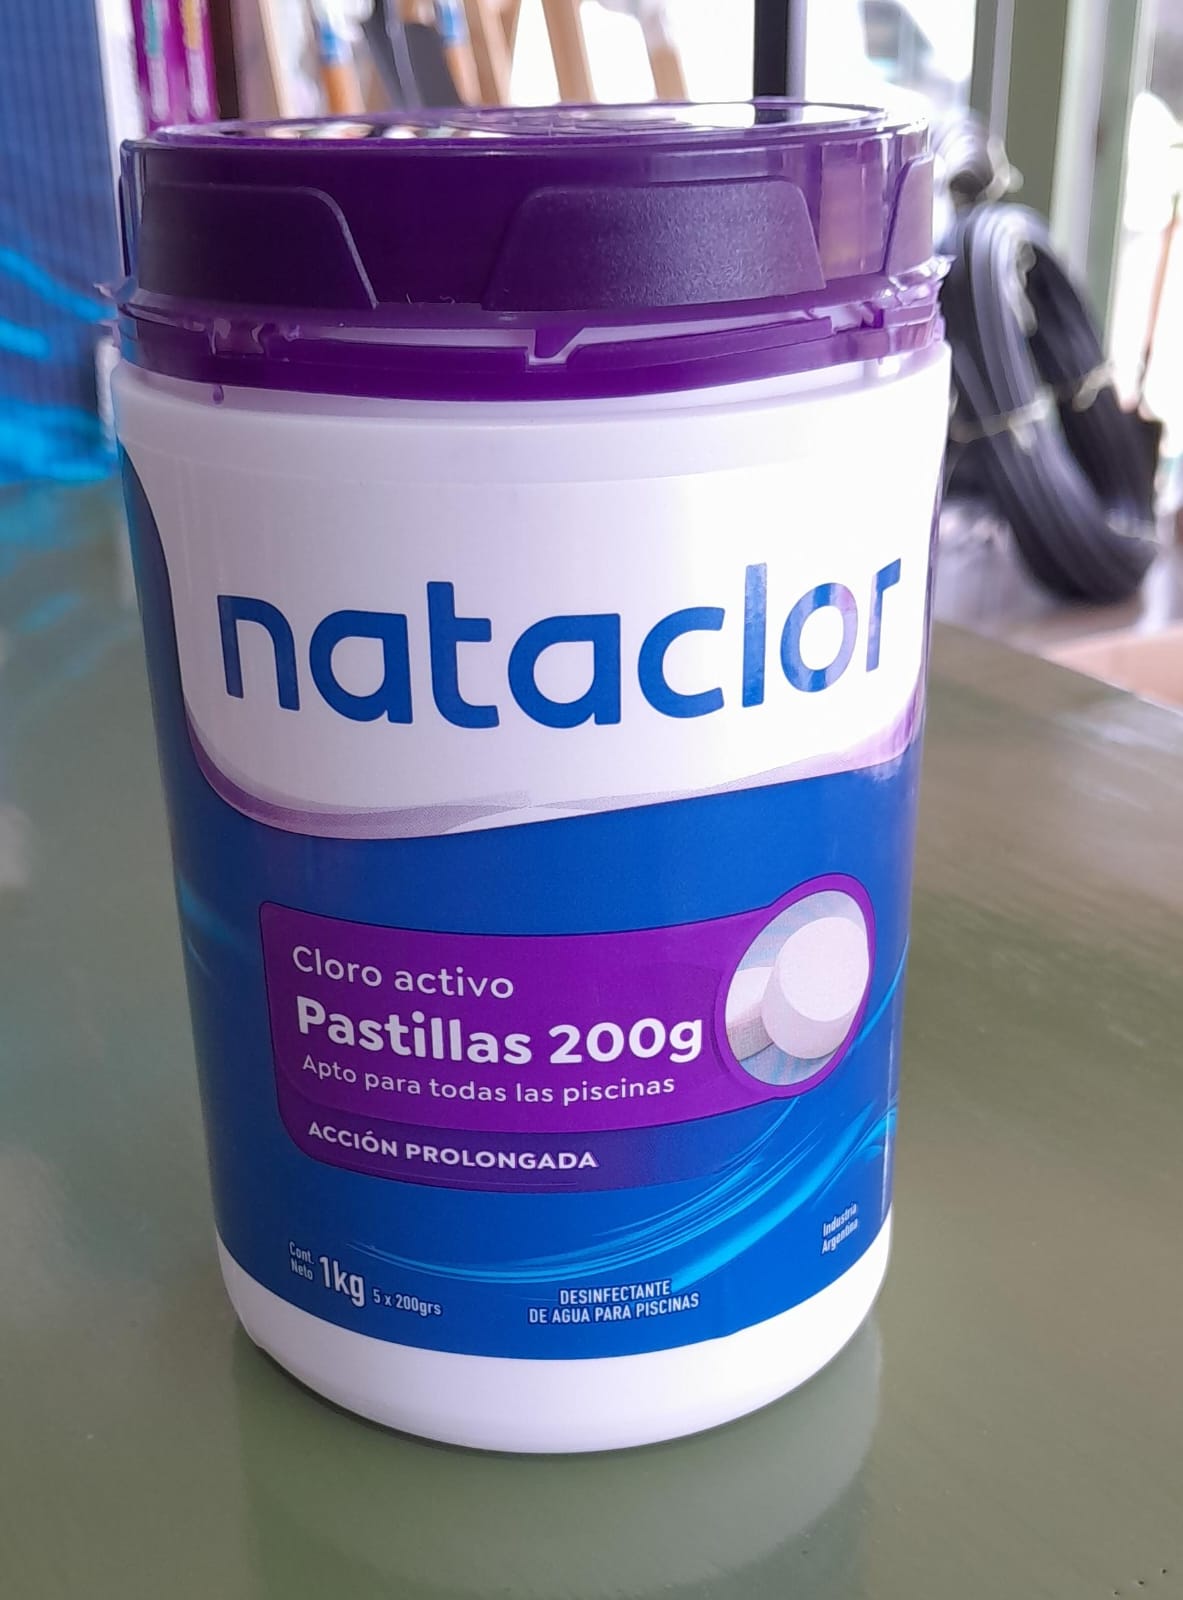 nataclor
Cloro activo
Pastillas 200g
Apto para todas las piscinas
ACCIÓN PROLONGADA
Industria
Argentina
Cont.
Neto 1kg 5 x 200grs
DESINFECTANTE
DE AGUA PARA PISCINAS